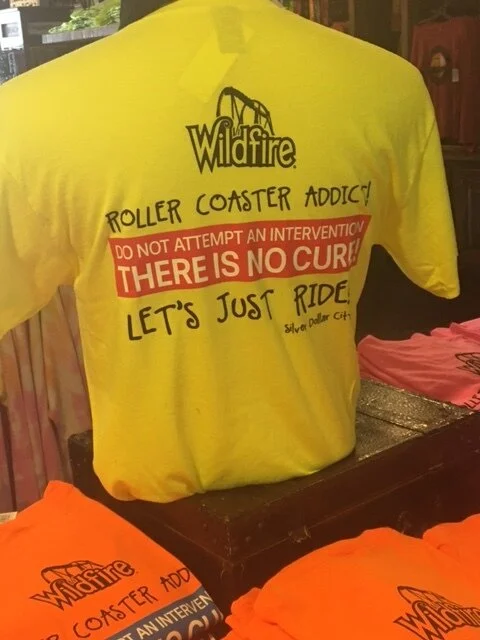 Wildfire
ROLLER COASTER ADDICT!
DO NOT ATTEMPT AN INTERVENTION
THERE IS NO CURE!
LET'S JUST RIDE!
Silver Dollar City
Wildfire
COASTER ADD
AN INTERVEN
Wildfire